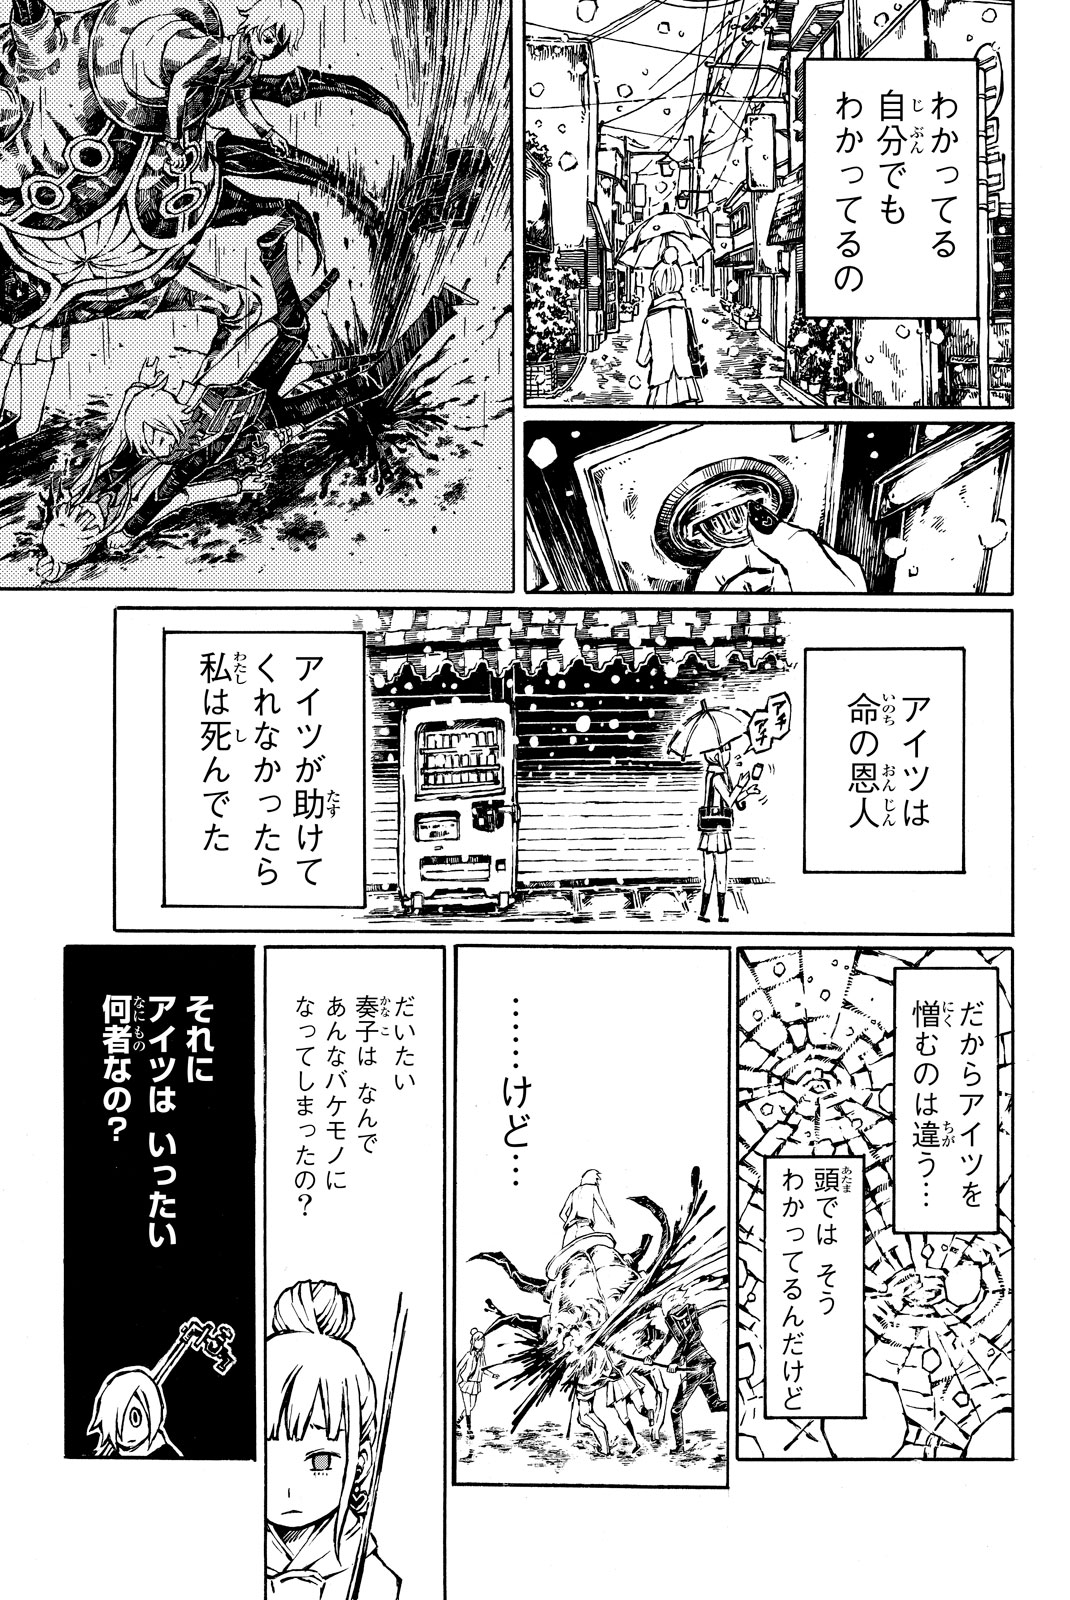 わかってる
自分でも
わかってるの
アイツは
命の恩人
アチ
アチ
アイツが助けて
くれなかったら
私は死んでた
だからアイツを
憎むのは違う…
頭では そう
わかってるんだけど
……けど…
だいたい
奏子は なんで
あんなバケモノに
なってしまったの？
それに
アイツは いったい
何者なの？